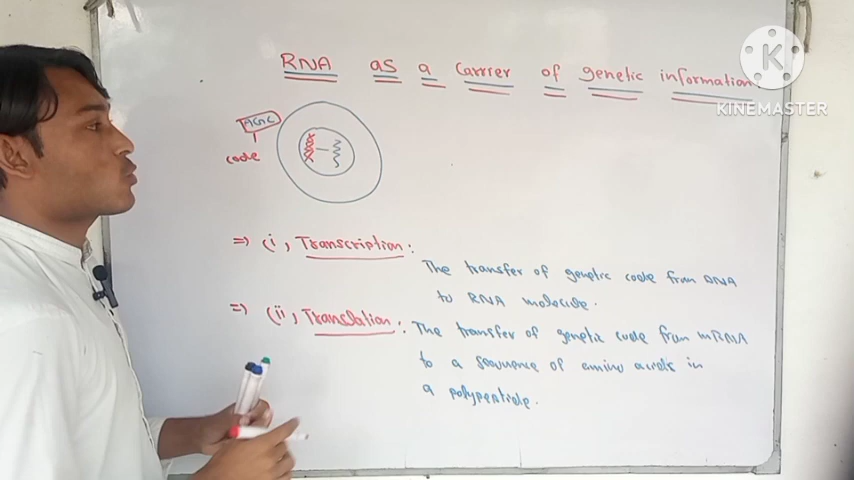 RNA as a Carrier of genetic information
KINEMASTER
code
=> (i, Transcription:
The transfer of genetic code from DNA
to RNA molecule.
=> (ii, Translation: The transfer of genetic code from mRNA
to a sequence of amino acids in
a polypeptide.